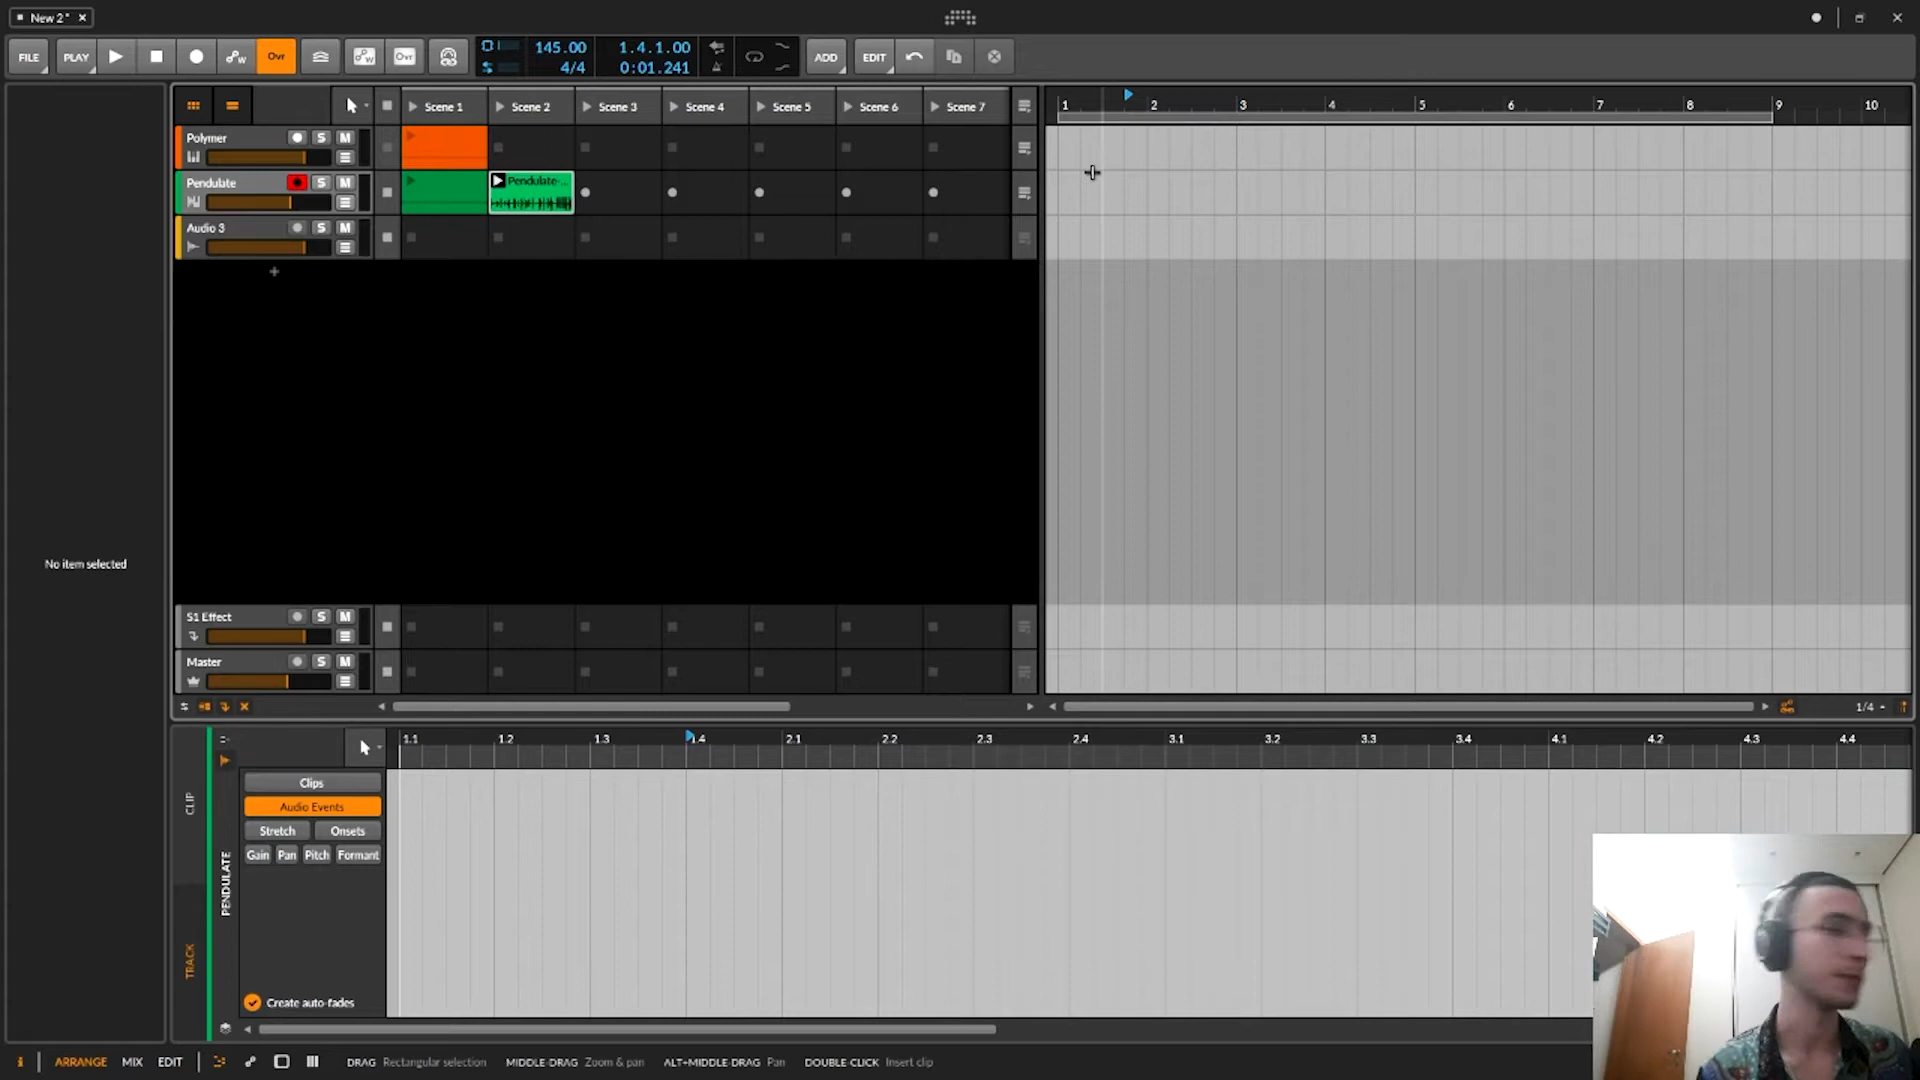 New 2*
FILE PLAY Ovr Ovr 145.00 4/4 1.4.1.00 0:01.241 ADD EDIT
Scene 1 Scene 2 Scene 3 Scene 4 Scene 5 Scene 6 Scene 7
1 2 3 4 5 6 7 8 9 10
Polymer S M
Pendulate S M
Pendulate-...
Audio 3 S M
No item selected
S1 Effect S M
Master S M
1/4
1.1 1.2 1.3 1.4 2.1 2.2 2.3 2.4 3.1 3.2 3.3 3.4 4.1 4.2 4.3 4.4
CLIP
TRACK
PENDULATE
Clips
Audio Events
Stretch Onsets
Gain Pan Pitch Formant
Create auto-fades
i ARRANGE MIX EDIT DRAG Rectangular selection MIDDLE-DRAG Zoom & pan ALT+MIDDLE-DRAG Pan DOUBLE-CLICK Insert clip